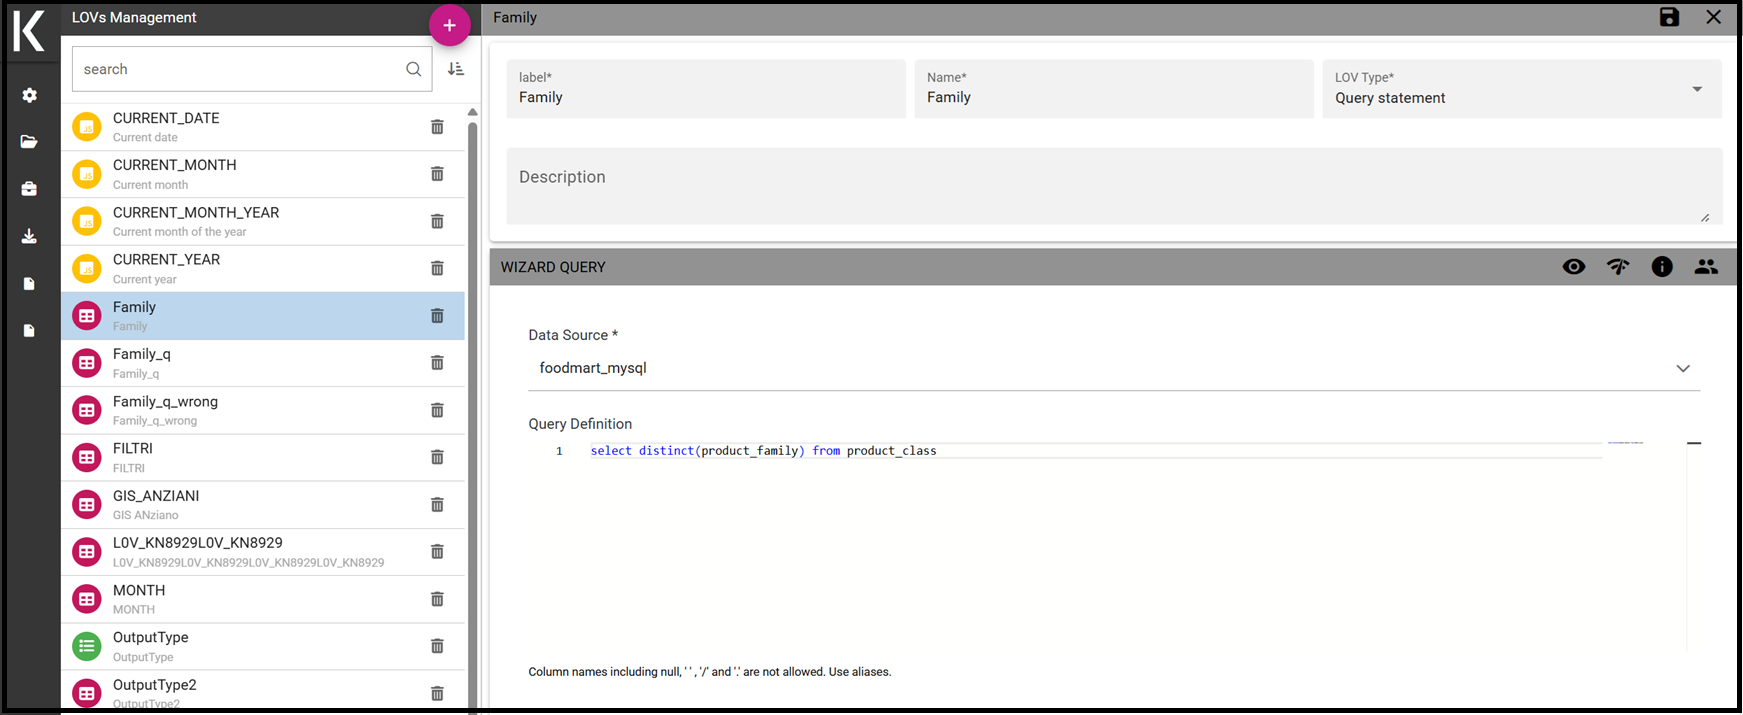 LOVs Management
+
search
CURRENT_DATE
Current date
CURRENT_MONTH
Current month
CURRENT_MONTH_YEAR
Current month of the year
CURRENT_YEAR
Current year
Family
Family
Family_q
Family_q
Family_q_wrong
Family_q_wrong
FILTRI
FILTRI
GIS_ANZIANI
GIS ANziano
L0V_KN8929L0V_KN8929
L0V_KN8929L0V_KN8929L0V_KN8929L0V_KN8929
MONTH
MONTH
OutputType
OutputType
OutputType2
OutputType2
Family
label*
Family
Name*
Family
LOV Type*
Query statement
Description
WIZARD QUERY
Data Source *
foodmart_mysql
Query Definition
1 select distinct(product_family) from product_class
Column names including null, ' ' , '/' and '.' are not allowed. Use aliases.